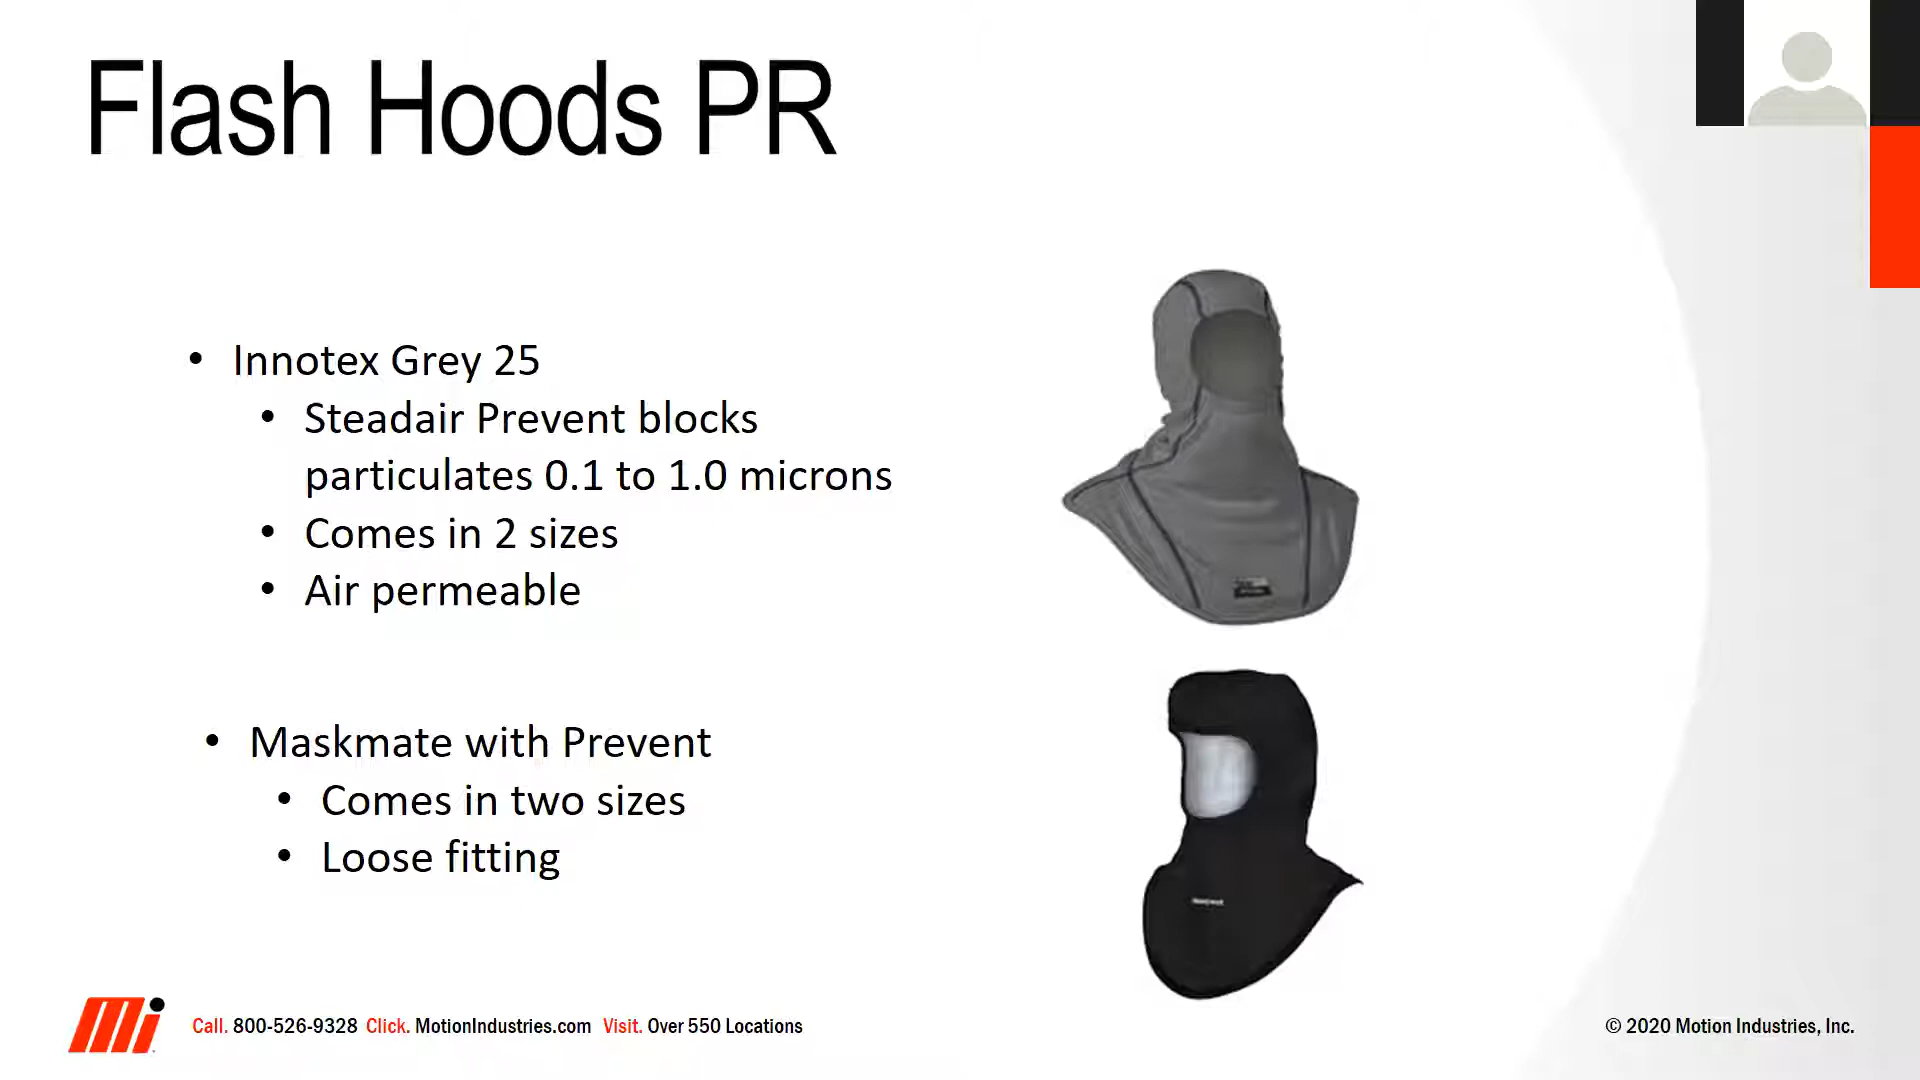 Flash Hoods PR
• Innotex Grey 25
• Steadair Prevent blocks
particulates 0.1 to 1.0 microns
• Comes in 2 sizes
• Air permeable
• Maskmate with Prevent
• Comes in two sizes
• Loose fitting
Mi Call. 800-526-9328 Click. MotionIndustries.com Visit. Over 550 Locations
© 2020 Motion Industries, Inc.